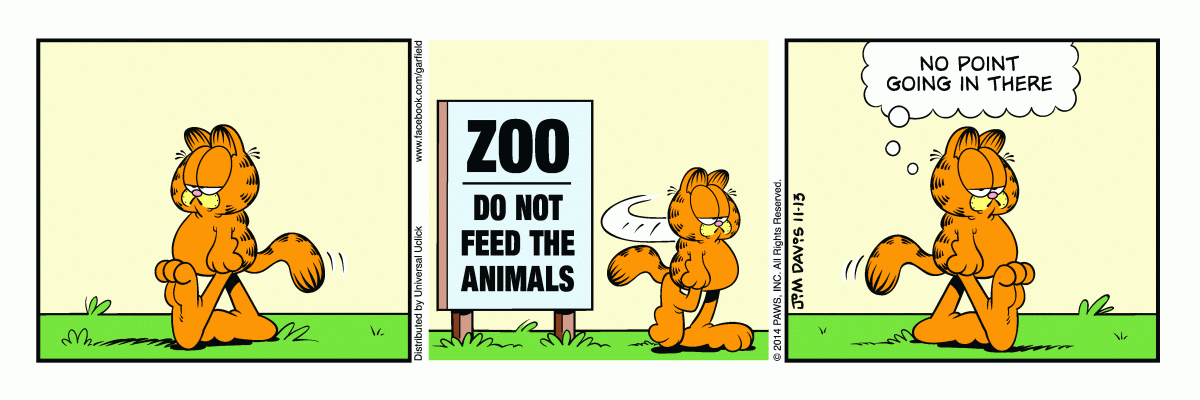 www.facebook.com/garfield
Distributed by Universal Uclick
ZOO
DO NOT
FEED THE
ANIMALS
© 2014 PAWS, INC. All Rights Reserved.
JIM DAVIS 11-13
NO POINT
GOING IN THERE